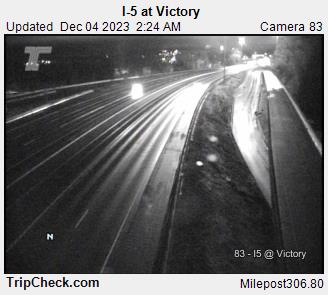 I-5 at Victory
Updated  Dec 04 2023  2:24 AM
Camera 83
T
N
83 - I5 @ Victory
TripCheck.com
Milepost306.80